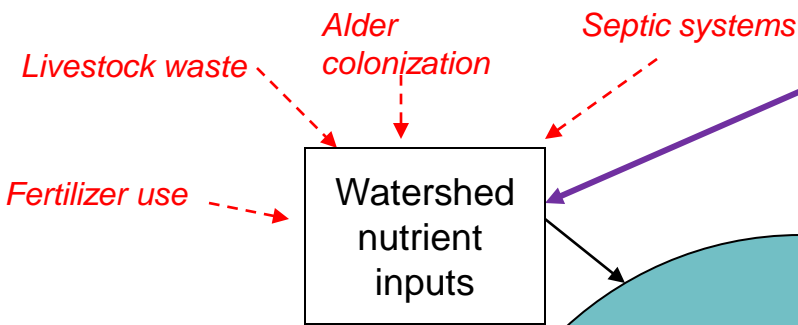 Alder
colonization
Septic systems
Livestock waste
Fertilizer use
Watershed
nutrient
inputs